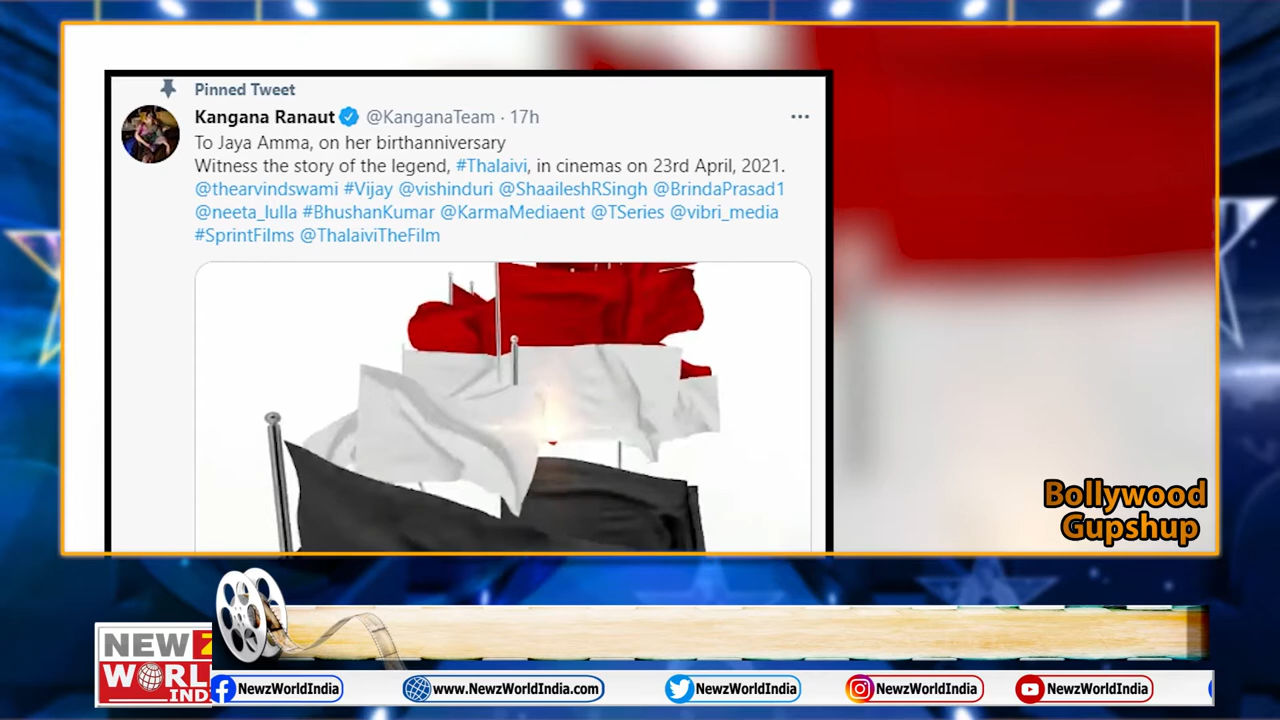 Pinned Tweet
Kangana Ranaut @KanganaTeam · 17h
To Jaya Amma, on her birthanniversary
Witness the story of the legend, #Thalaivi, in cinemas on 23rd April, 2021.
@thearvindswami #Vijay @vishinduri @ShaaileshRSingh @BrindaPrasad1
@neeta_lulla #BhushanKumar @KarmaMediaent @TSeries @vibri_media
#SprintFilms @ThalaiviTheFilm
Bollywood
Gupshup
NEWZ
WORL
IND
NewzWorldIndia
www.NewzWorldIndia.com
NewzWorldIndia
NewzWorldIndia
NewzWorldIndia